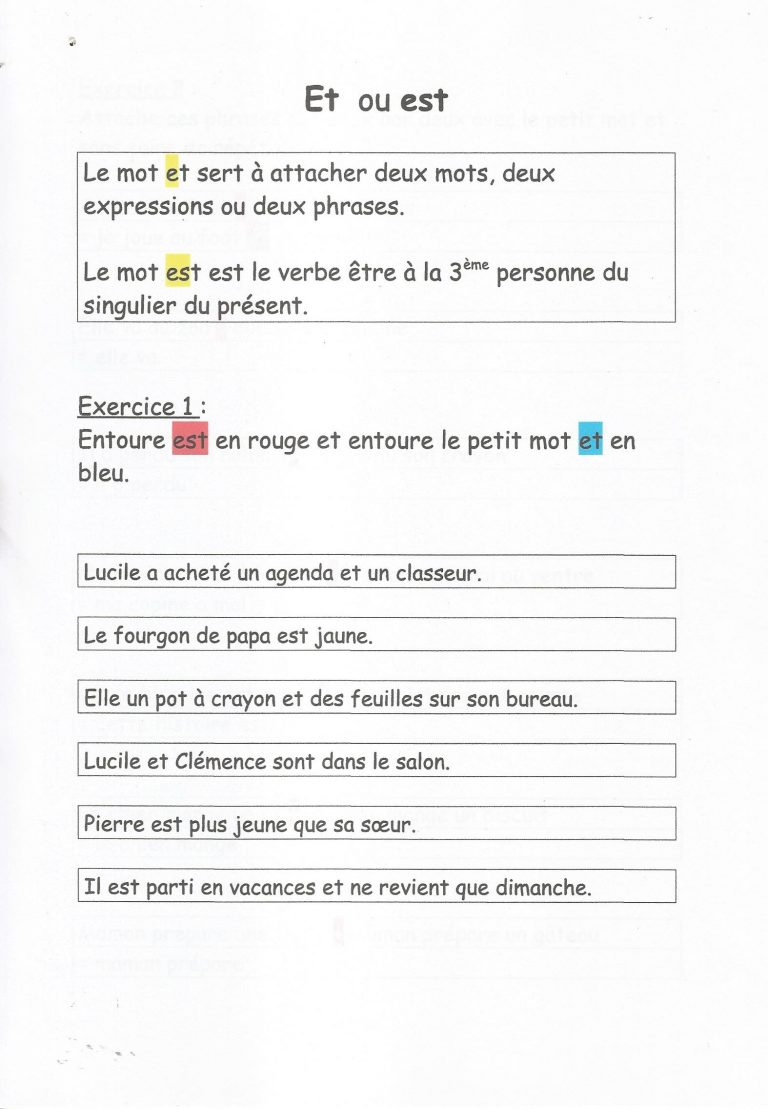 Et ou est
Le mot et sert à attacher deux mots, deux
expressions ou deux phrases.
Le mot est est le verbe être à la 3ème personne du
singulier du présent.
Exercice 1 :
Entoure est en rouge et entoure le petit mot et en
bleu.
Lucile a acheté un agenda et un classeur.
Le fourgon de papa est jaune.
Elle un pot à crayon et des feuilles sur son bureau.
Lucile et Clémence sont dans le salon.
Pierre est plus jeune que sa sœur.
Il est parti en vacances et ne revient que dimanche.